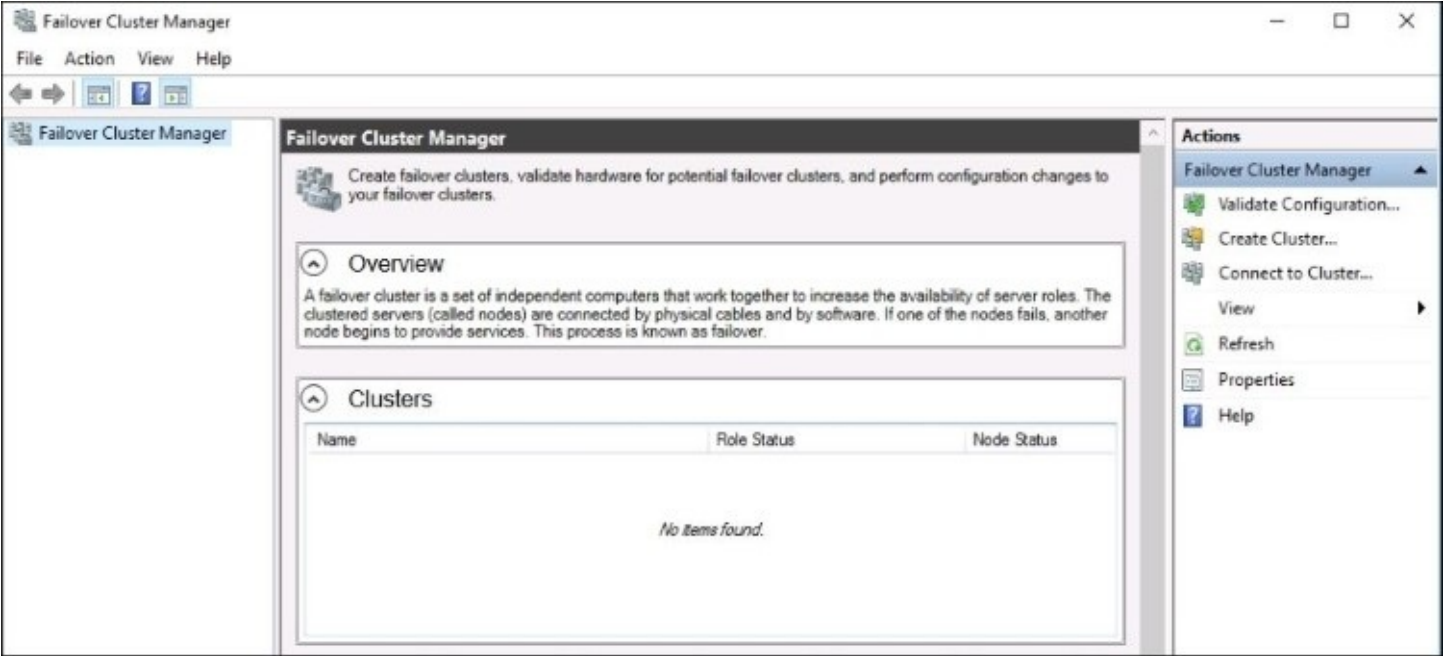 Failover Cluster Manager
File Action View Help
Failover Cluster Manager
Failover Cluster Manager
Create failover clusters, validate hardware for potential failover clusters, and perform configuration changes to
your failover clusters.
Overview
A failover cluster is a set of independent computers that work together to increase the availability of server roles. The
clustered servers (called nodes) are connected by physical cables and by software. If one of the nodes fails, another
node begins to provide services. This process is known as failover.
Clusters
Name Role Status Node Status
No items found.
Actions
Failover Cluster Manager
Validate Configuration...
Create Cluster...
Connect to Cluster...
View
Refresh
Properties
Help